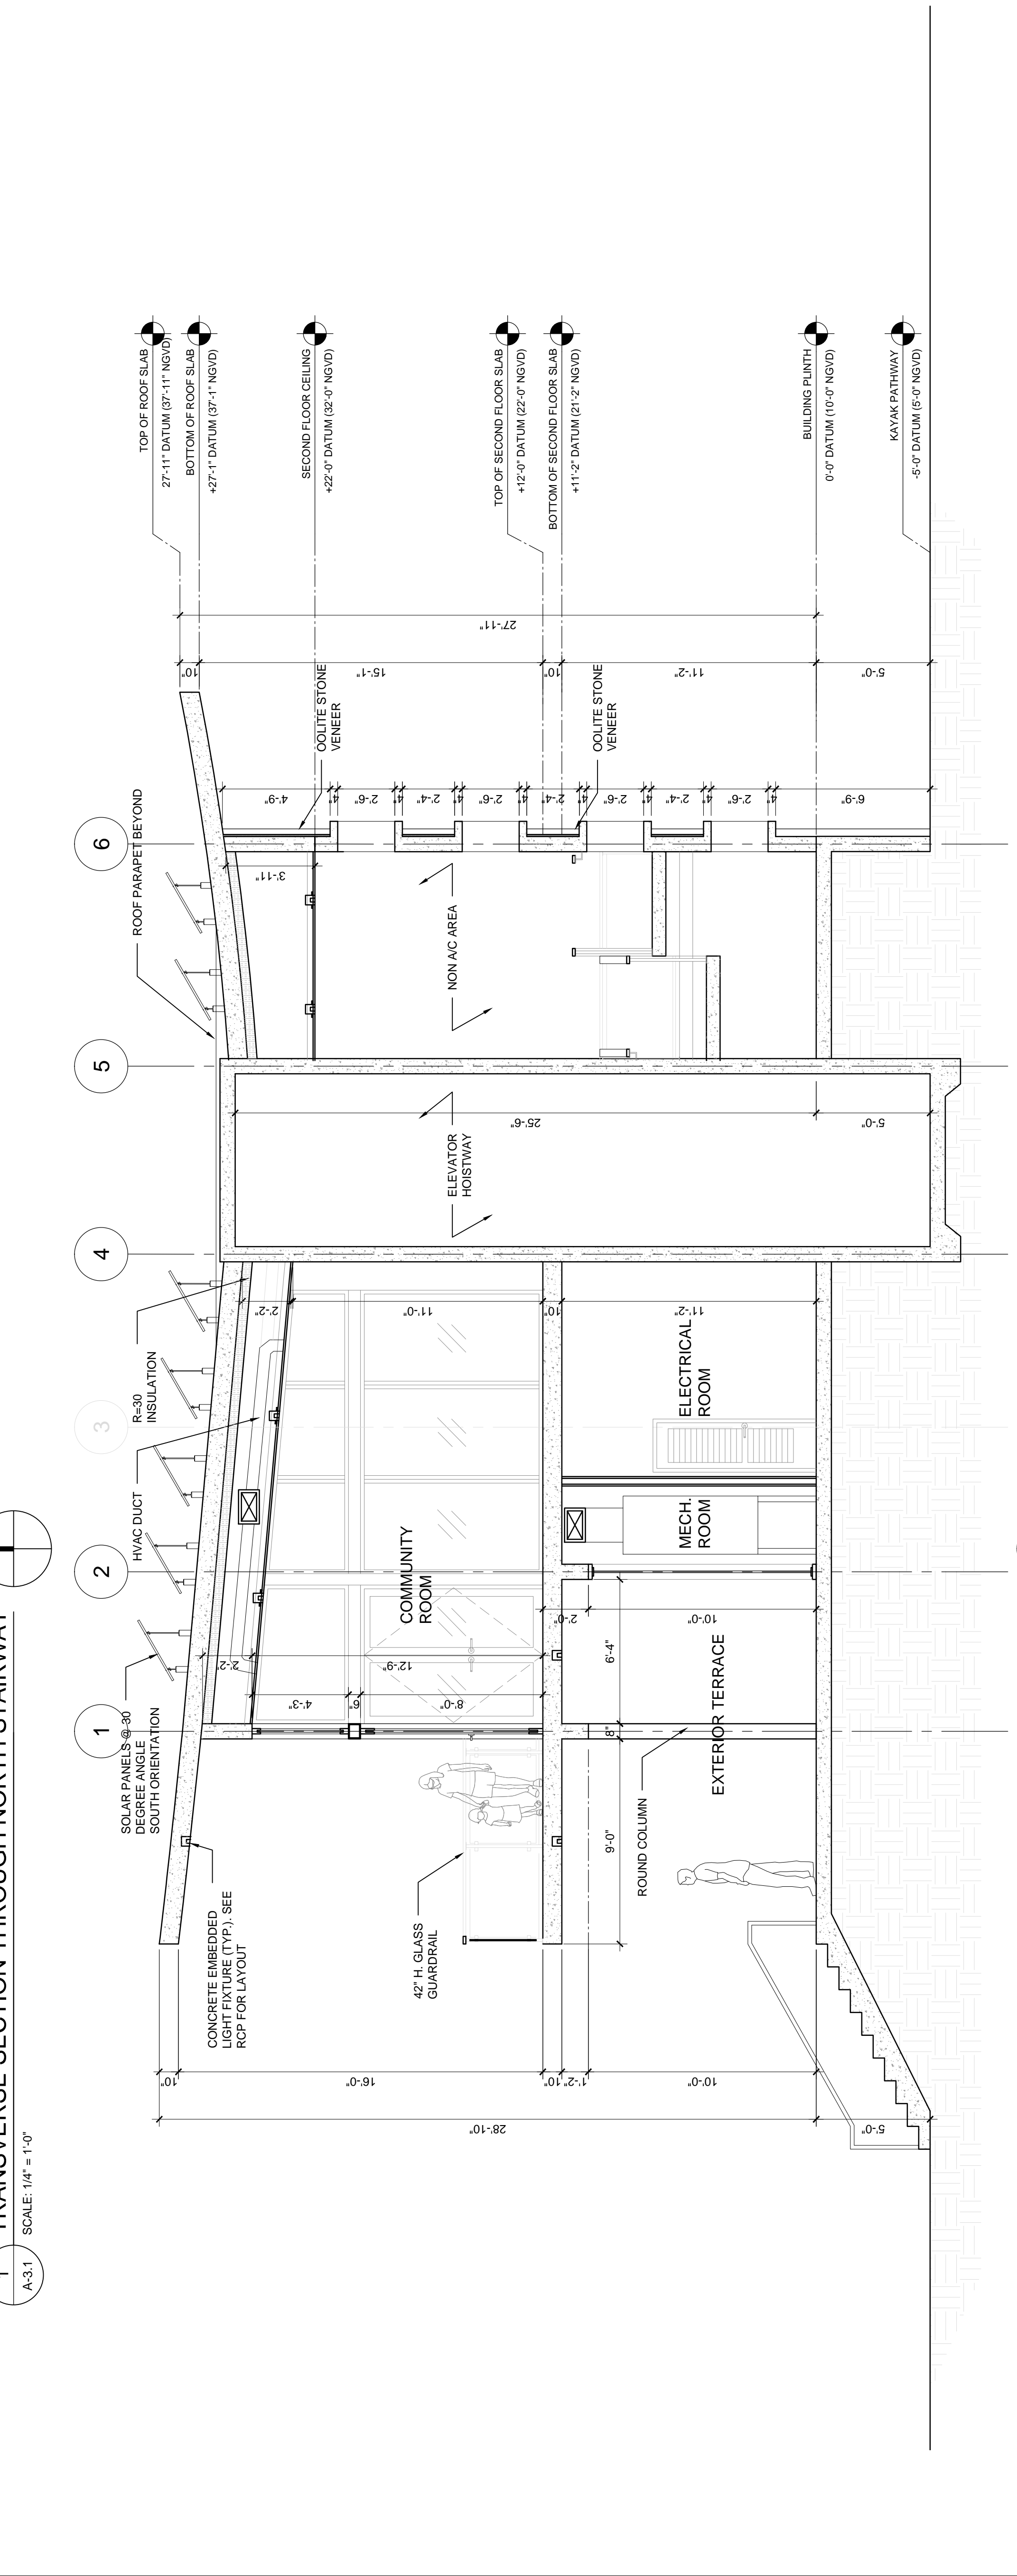 TRANSVERSE SECTION THROUGH NORTH STAIRWAY
A-3.1
SCALE: 1/4" = 1'-0"
1
2
3
4
5
6
SOLAR PANELS @ 30
DEGREE ANGLE
SOUTH ORIENTATION
HVAC DUCT
R=30
INSULATION
ROOF PARAPET BEYOND
CONCRETE EMBEDDED
LIGHT FIXTURE (TYP.). SEE
RCP FOR LAYOUT
42" H. GLASS
GUARDRAIL
COMMUNITY
ROOM
ELEVATOR
HOISTWAY
NON A/C AREA
OOLITE STONE
VENEER
OOLITE STONE
VENEER
ROUND COLUMN
EXTERIOR TERRACE
MECH.
ROOM
ELECTRICAL
ROOM
TOP OF ROOF SLAB
27'-11" DATUM (37'-11" NGVD)
BOTTOM OF ROOF SLAB
+27'-1" DATUM (37'-1" NGVD)
SECOND FLOOR CEILING
+22'-0" DATUM (32'-0" NGVD)
TOP OF SECOND FLOOR SLAB
+12'-0" DATUM (22'-0" NGVD)
BOTTOM OF SECOND FLOOR SLAB
+11'-2" DATUM (21'-2" NGVD)
BUILDING PLINTH
0'-0" DATUM (10'-0" NGVD)
KAYAK PATHWAY
-5'-0" DATUM (5'-0" NGVD)
10"
16'-0"
10"
1'-2"
10'-0"
28'-10"
5'-0"
9'-0"
8"
6'-4"
2'-2"
12'-9"
4'-3"
6"
8'-0"
2'-0"
10'-0"
2'-2"
11'-0"
10"
11'-2"
25'-6"
5'-0"
3'-11"
4'-9"
4"
2'-6"
4"
2'-4"
4"
2'-6"
4"
2'-4"
4"
2'-6"
4"
2'-4"
4"
2'-6"
4"
6'-9"
10"
15'-1"
10"
11'-2"
5'-0"
27'-11"